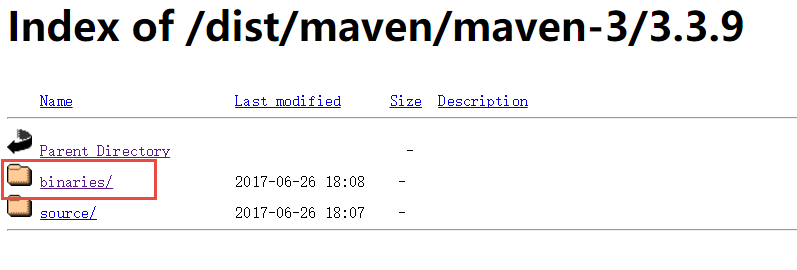 Index of /dist/maven/maven-3/3.3.9
Name Last modified Size Description
Parent Directory -
binaries/ 2017-06-26 18:08 -
source/ 2017-06-26 18:07 -